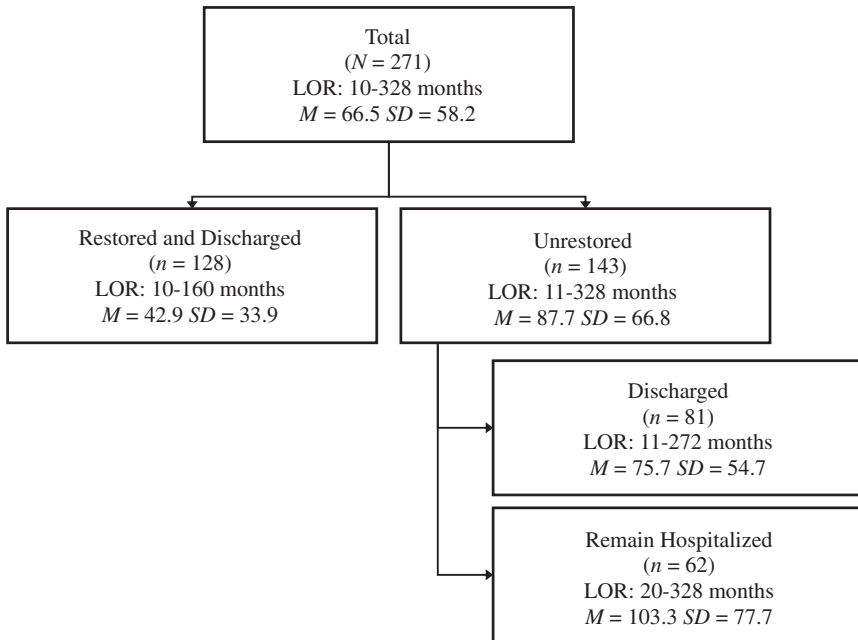 Total
(N = 271)
LOR: 10-328 months
M = 66.5 SD = 58.2
Restored and Discharged
(n = 128)
LOR: 10-160 months
M = 42.9 SD = 33.9
Unrestored
(n = 143)
LOR: 11-328 months
M = 87.7 SD = 66.8
Discharged
(n = 81)
LOR: 11-272 months
M = 75.7 SD = 54.7
Remain Hospitalized
(n = 62)
LOR: 20-328 months
M = 103.3 SD = 77.7